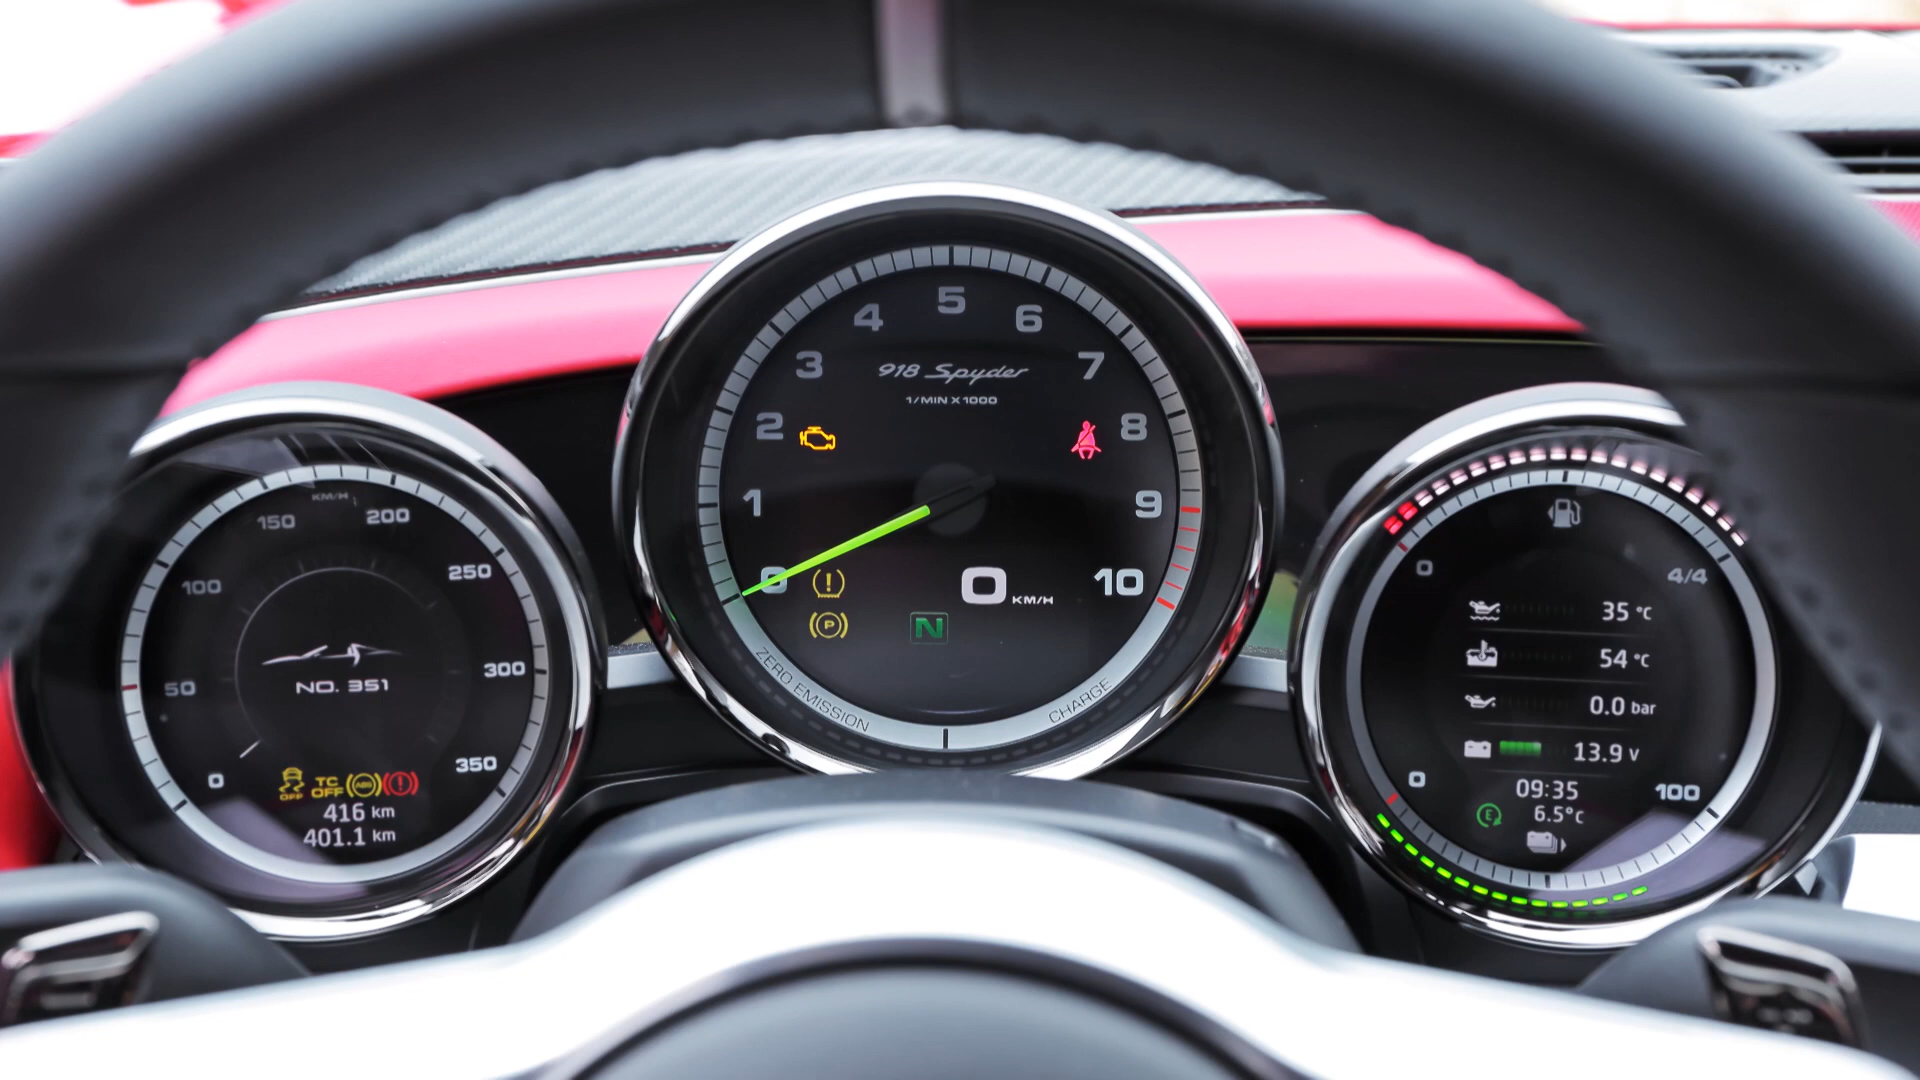 KM/H
0
50
100
150
200
250
300
350
NO. 351
OFF
TC
OFF
ABS
416 km
401.1 km
0
1
2
3
4
5
6
7
8
9
10
918 Spyder
1/MIN X 1000
0 KM/H
P
N
ZERO EMISSION
CHARGE
0
4/4
35 °C
54 °C
0.0 bar
13.9 V
0
100
09:35
E
6.5°C